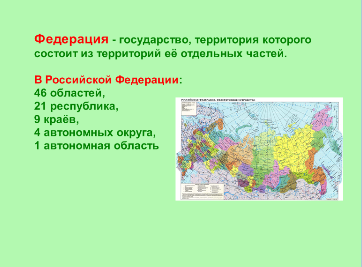 Федерация - государство, территория которого
состоит из территорий её отдельных частей.
В Российской Федерации:
46 областей,
21 республика,
9 краёв,
4 автономных округа,
1 автономная область